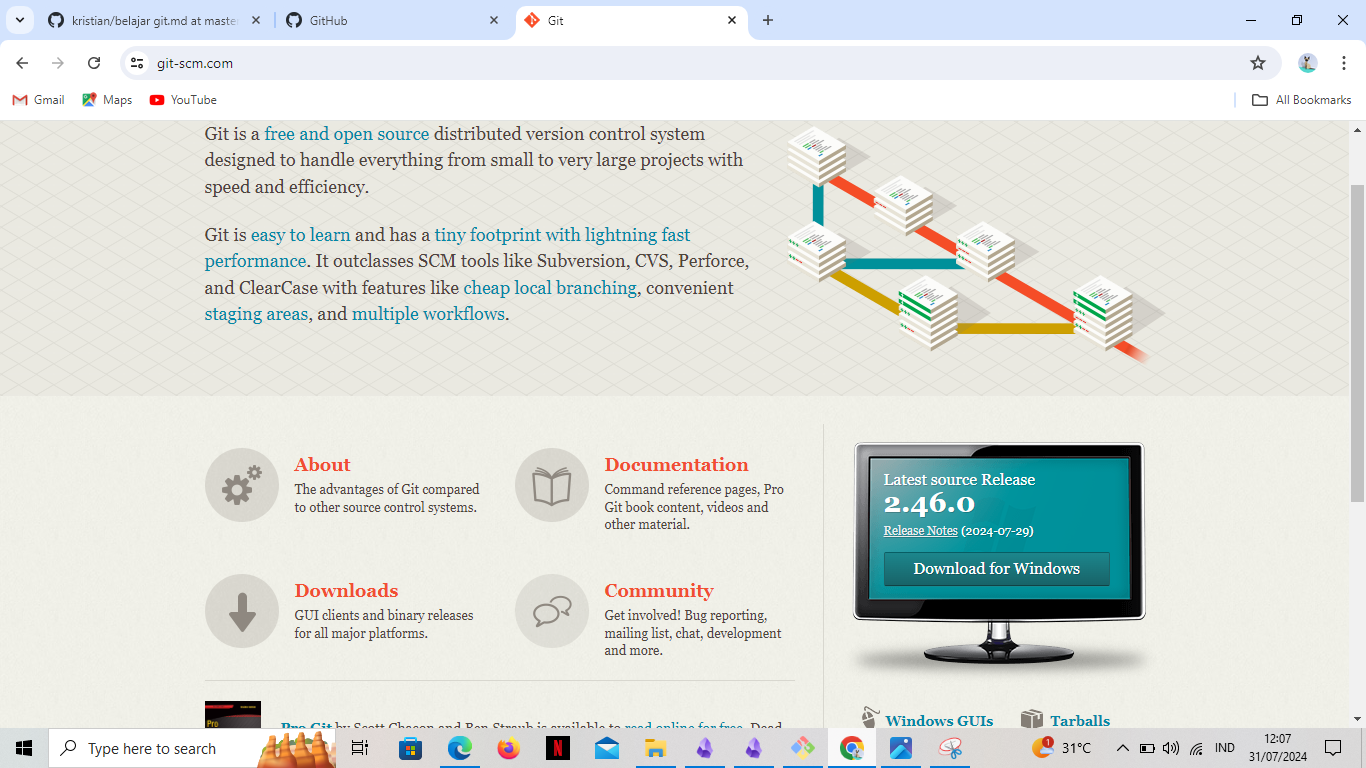 kristian/belajar git.md at maste
GitHub
Git
git-scm.com
Gmail
Maps
YouTube
All Bookmarks
Git is a free and open source distributed version control system
designed to handle everything from small to very large projects with
speed and efficiency.
Git is easy to learn and has a tiny footprint with lightning fast
performance. It outclasses SCM tools like Subversion, CVS, Perforce,
and ClearCase with features like cheap local branching, convenient
staging areas, and multiple workflows.
About
The advantages of Git compared
to other source control systems.
Documentation
Command reference pages, Pro
Git book content, videos and
other material.
Downloads
GUI clients and binary releases
for all major platforms.
Community
Get involved! Bug reporting,
mailing list, chat, development
and more.
Latest source Release
2.46.0
Release Notes (2024-07-29)
Download for Windows
Windows GUIs
Tarballs
Pro
Pro Git by Scott Chacon and Ben Straub is available to read online for free. Dead
Type here to search
N
1
31°C
IND
12:07
31/07/2024